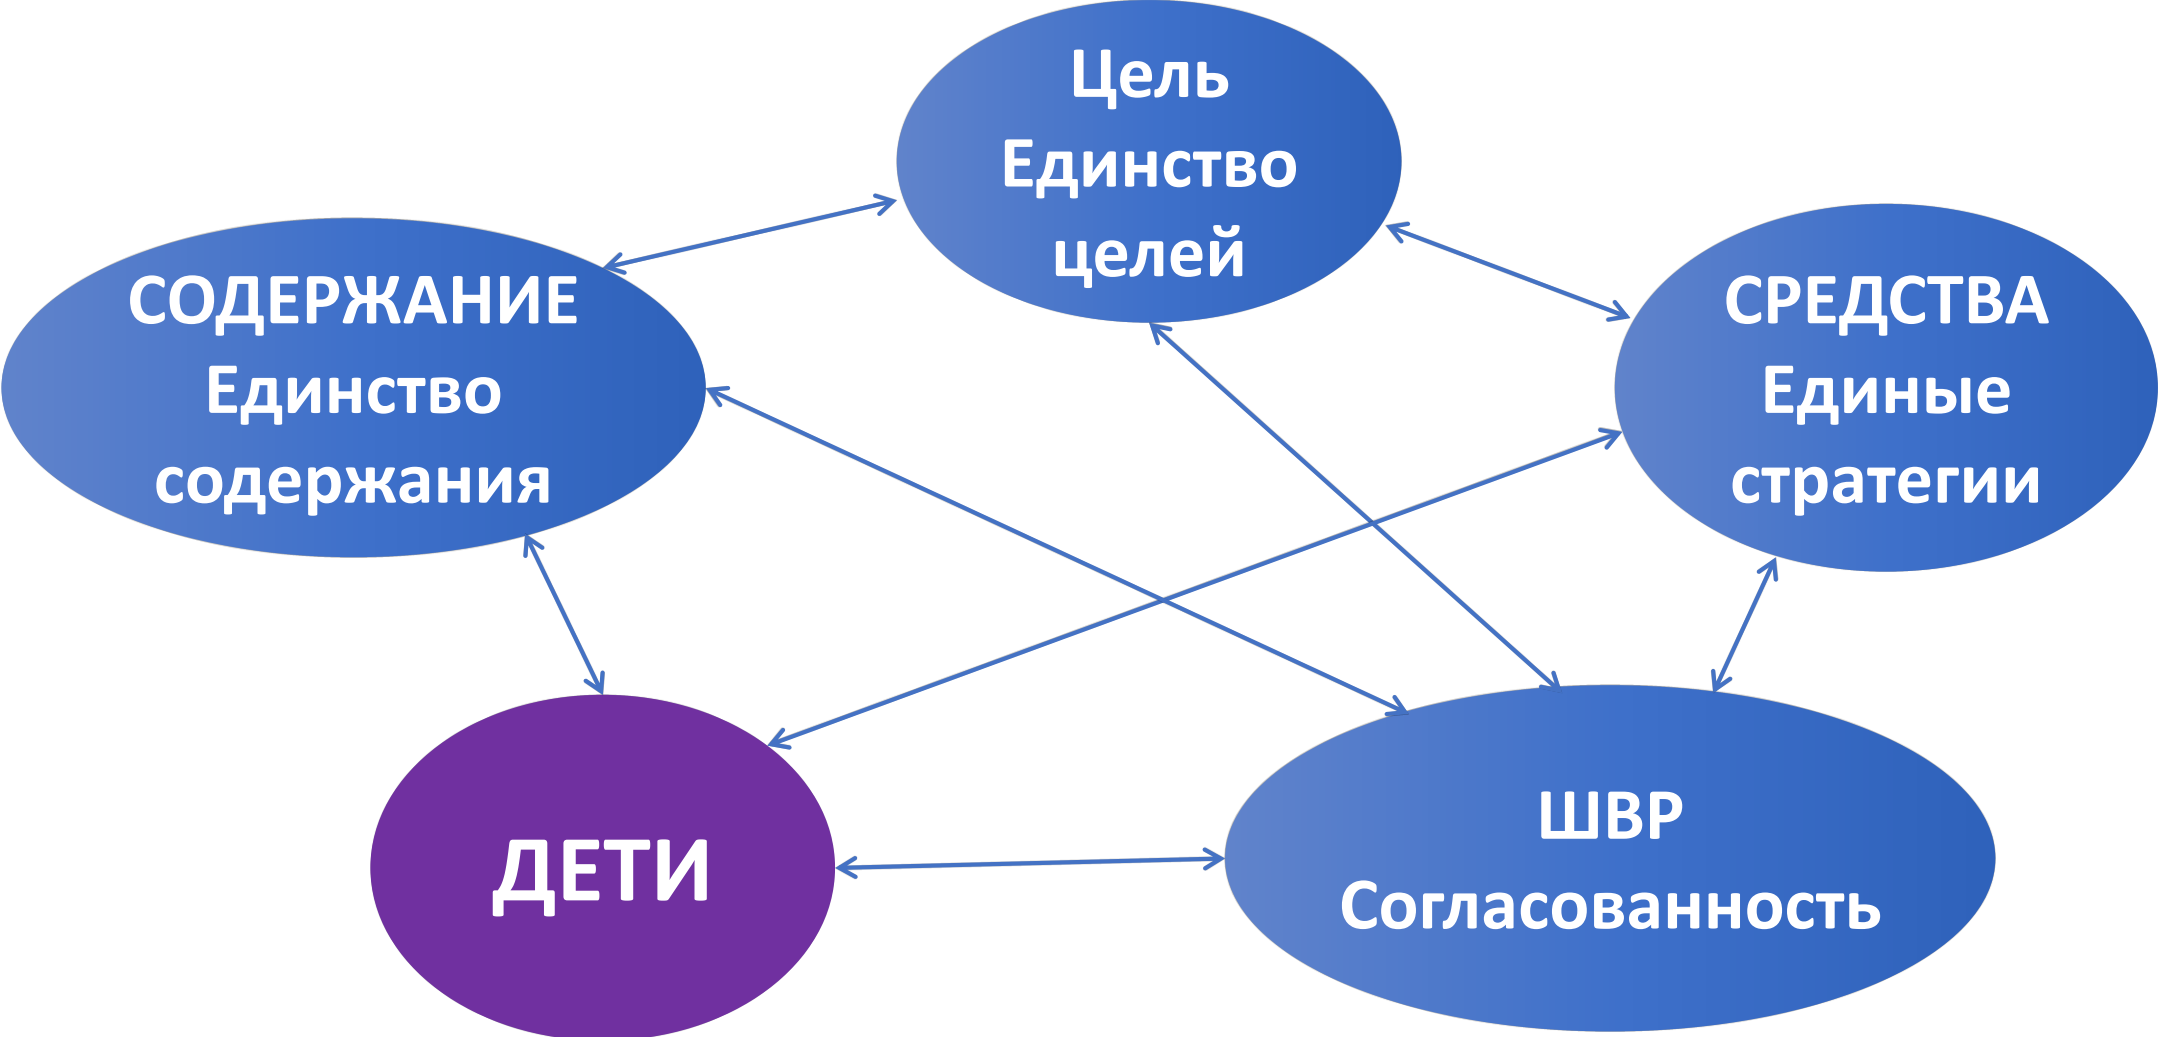 Цель
Единство
целей
СОДЕРЖАНИЕ
Единство
содержания
СРЕДСТВА
Единые
стратегии
ДЕТИ
ШВР
Согласованность